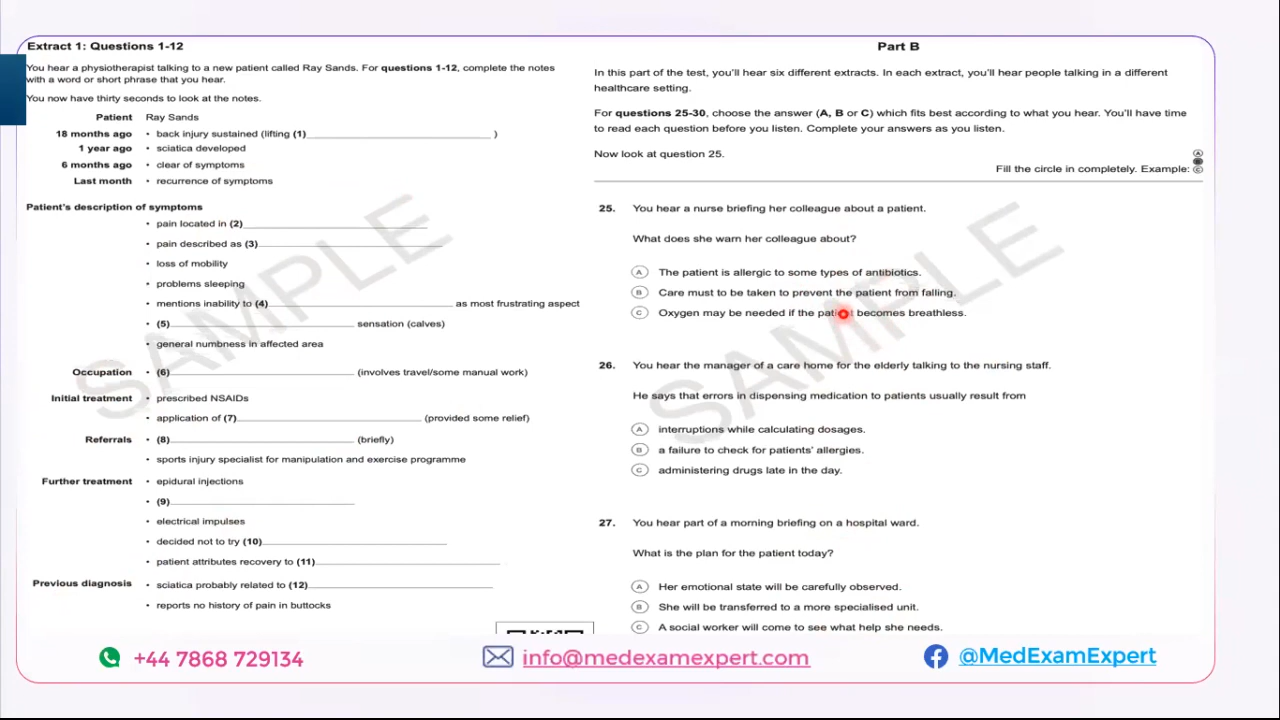 Extract 1: Questions 1-12
You hear a physiotherapist talking to a new patient called Ray Sands. For questions 1-12, complete the notes
with a word or short phrase that you hear.
You now have thirty seconds to look at the notes.
Patient Ray Sands
18 months ago • back injury sustained (lifting (1)______________________________ )
1 year ago • sciatica developed
6 months ago • clear of symptoms
Last month • recurrence of symptoms
Patient's description of symptoms
• pain located in (2)______________________________
• pain described as (3)______________________________
• loss of mobility
• problems sleeping
• mentions inability to (4)______________________________ as most frustrating aspect
• (5)______________________________ sensation (calves)
• general numbness in affected area
Occupation • (6)______________________________ (involves travel/some manual work)
Initial treatment • prescribed NSAIDs
• application of (7)______________________________ (provided some relief)
Referrals • (8)______________________________ (briefly)
• sports injury specialist for manipulation and exercise programme
Further treatment • epidural injections
• (9)______________________________
• electrical impulses
• decided not to try (10)______________________________
• patient attributes recovery to (11)______________________________
Previous diagnosis • sciatica probably related to (12)______________________________
• reports no history of pain in buttocks
SAMPLE
Part B
In this part of the test, you'll hear six different extracts. In each extract, you'll hear people talking in a different
healthcare setting.
For questions 25-30, choose the answer (A, B or C) which fits best according to what you hear. You'll have time
to read each question before you listen. Complete your answers as you listen.
Now look at question 25.
Fill the circle in completely. Example: A C
25. You hear a nurse briefing her colleague about a patient.
What does she warn her colleague about?
A The patient is allergic to some types of antibiotics.
B Care must to be taken to prevent the patient from falling.
C Oxygen may be needed if the patient becomes breathless.
26. You hear the manager of a care home for the elderly talking to the nursing staff.
He says that errors in dispensing medication to patients usually result from
A interruptions while calculating dosages.
B a failure to check for patients' allergies.
C administering drugs late in the day.
27. You hear part of a morning briefing on a hospital ward.
What is the plan for the patient today?
A Her emotional state will be carefully observed.
B She will be transferred to a more specialised unit.
C A social worker will come to see what help she needs.
SAMPLE
+44 7868 729134
info@medexamexpert.com
@MedExamExpert